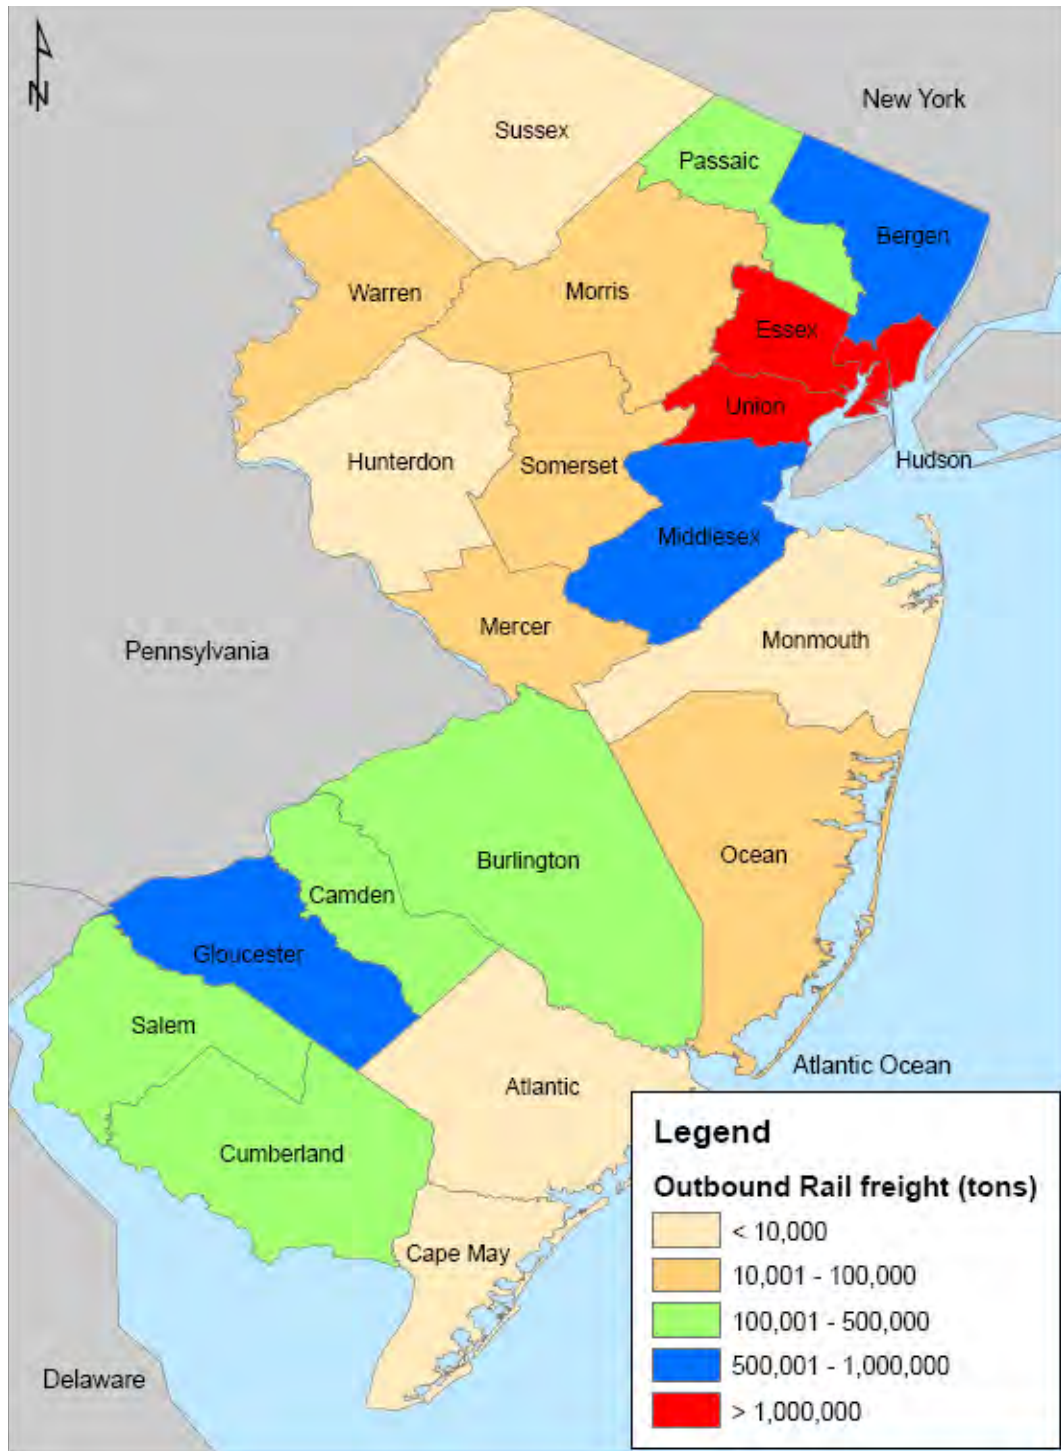 N
New York
Sussex
Passaic
Bergen
Warren
Morris
Essex
Union
Hunterdon
Somerset
Hudson
Middlesex
Mercer
Monmouth
Pennsylvania
Ocean
Burlington
Camden
Gloucester
Salem
Atlantic Ocean
Atlantic
Cumberland
Cape May
Delaware
Legend
Outbound Rail freight (tons)
< 10,000
10,001 - 100,000
100,001 - 500,000
500,001 - 1,000,000
> 1,000,000